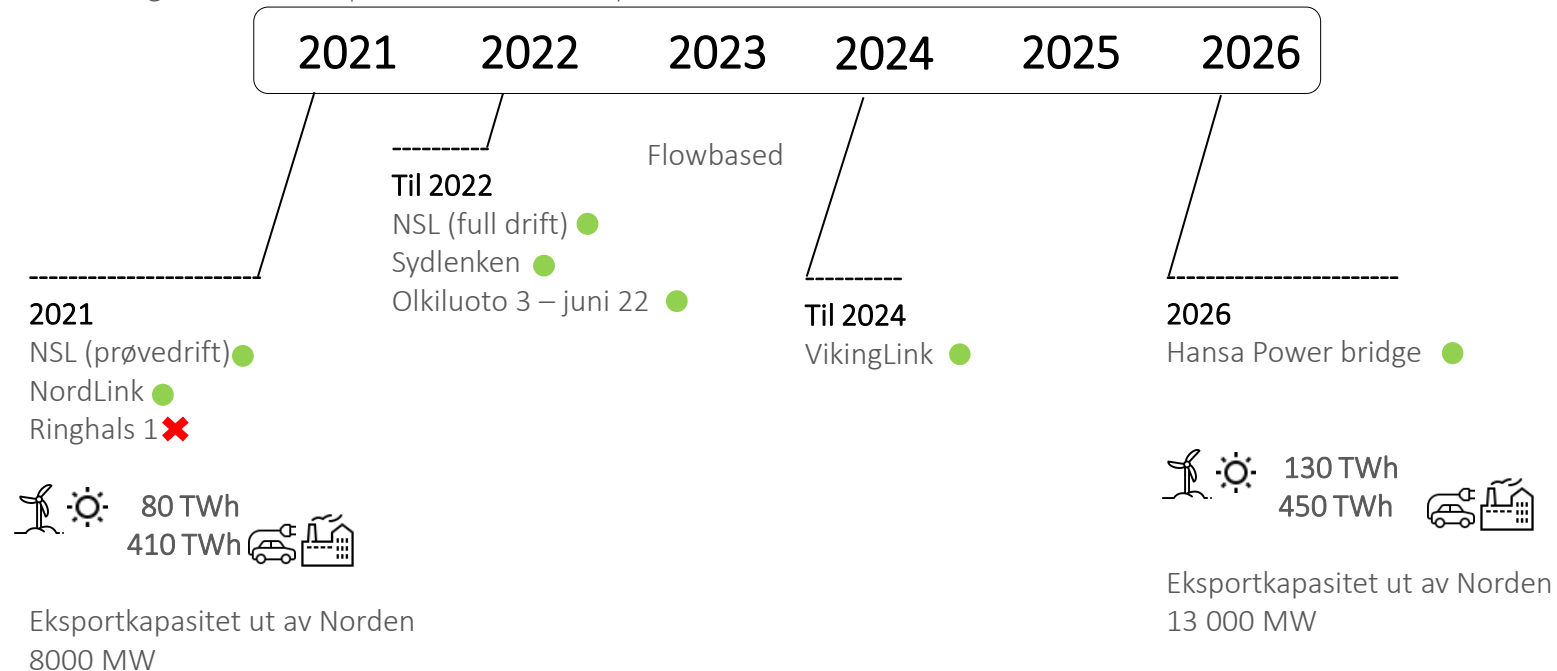 2021 2022 2023 2024 2025 2026
Flowbased
Til 2022
NSL (full drift)
Sydlenken
Olkiluoto 3 – juni 22
2021
NSL (prøvedrift)
NordLink
Ringhals 1
80 TWh
410 TWh
Eksportkapasitet ut av Norden
8000 MW
Til 2024
VikingLink
2026
Hansa Power bridge
130 TWh
450 TWh
Eksportkapasitet ut av Norden
13 000 MW